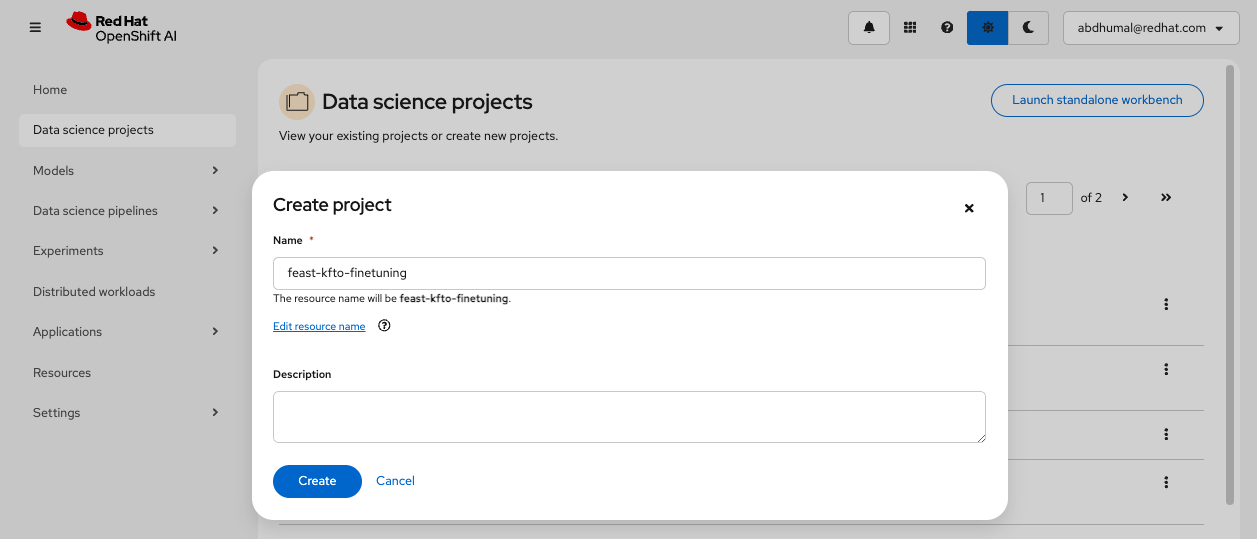 Red Hat
OpenShift AI
abdhumal@redhat.com
Home
Data science projects
Models
Data science pipelines
Experiments
Distributed workloads
Applications
Resources
Settings
Data science projects
Launch standalone workbench
View your existing projects or create new projects.
1 of 2
Create project
Name *
feast-kfto-finetuning
The resource name will be feast-kfto-finetuning.
Edit resource name
Description
Create Cancel